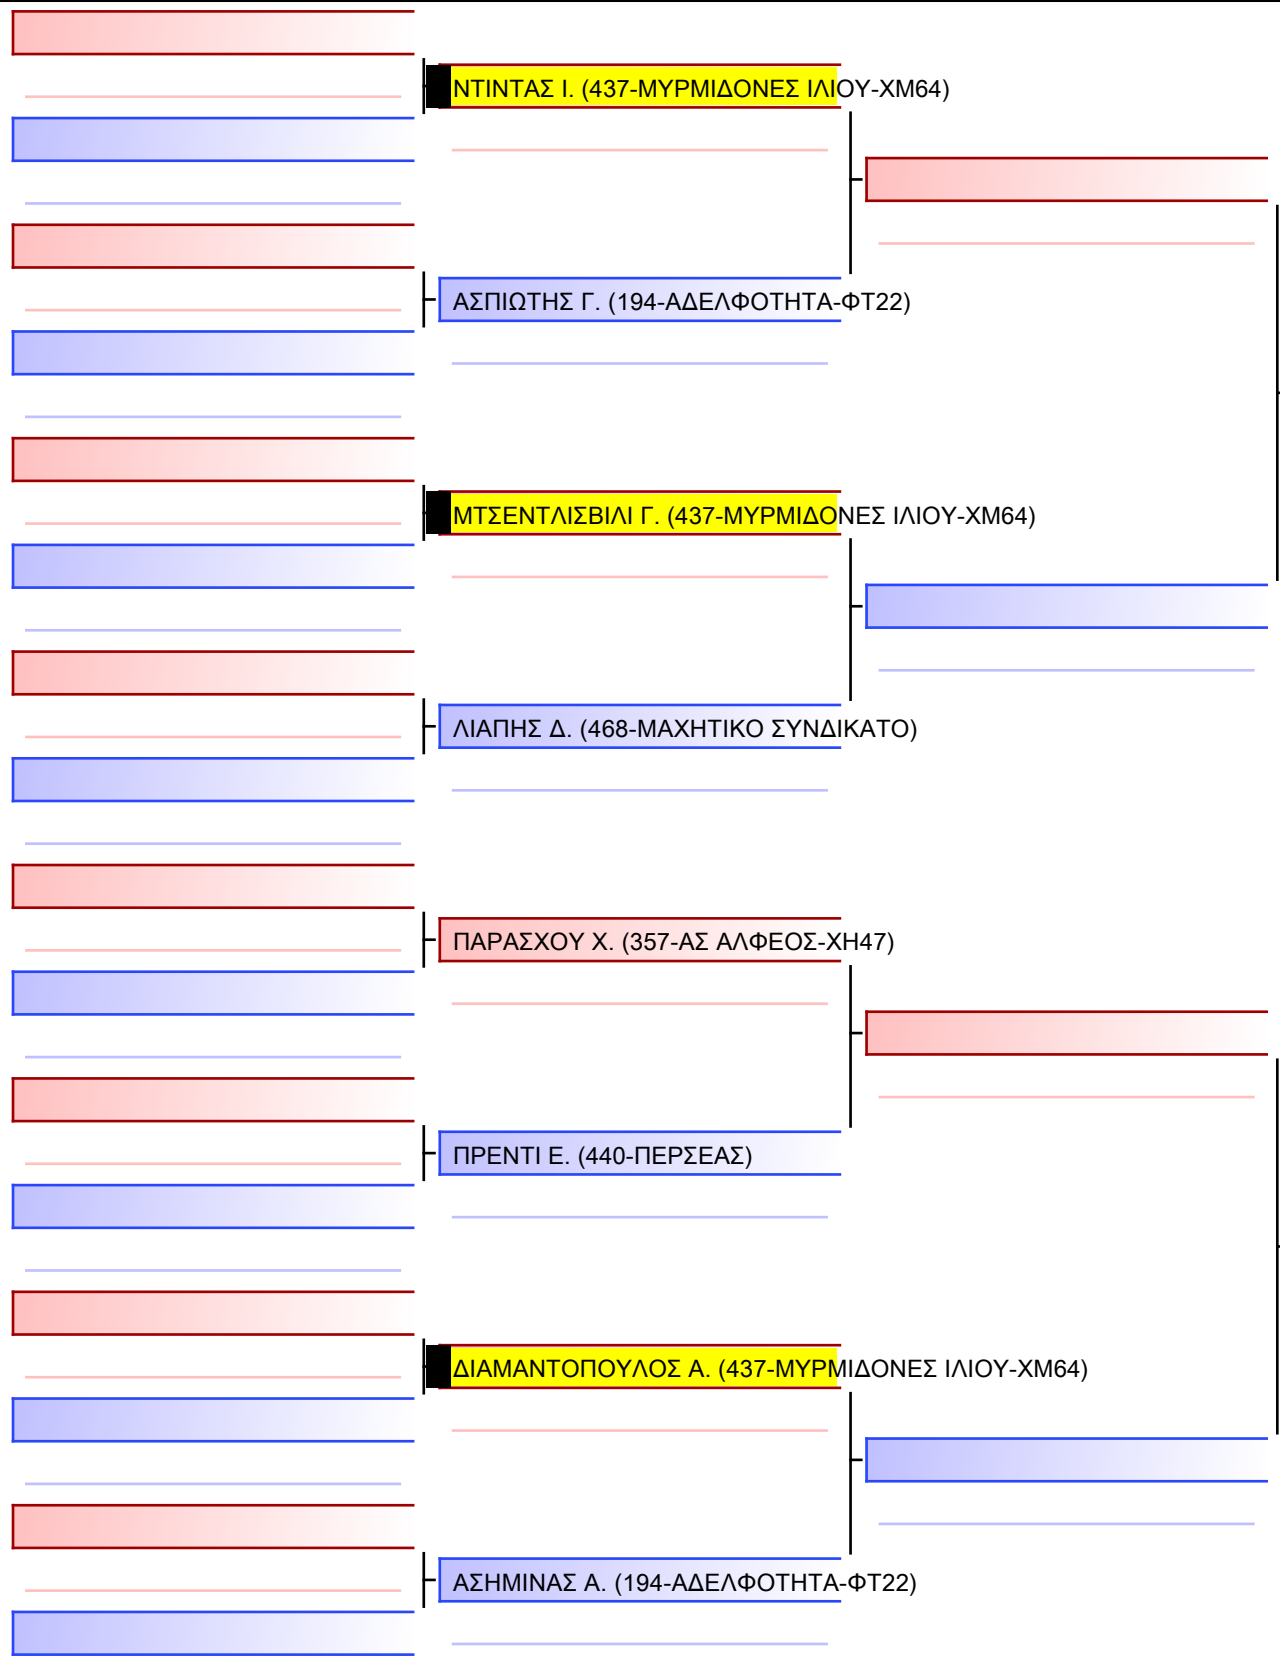 ΝΤΙΝΤΑΣ Ι. (437-ΜΥΡΜΙΔΟΝΕΣ ΙΛΙΟΥ-ΧΜ64)
ΑΣΠΙΩΤΗΣ Γ. (194-ΑΔΕΛΦΟΤΗΤΑ-ΦΤ22)
ΜΤΣΕΝΤΛΙΣΒΙΛΙ Γ. (437-ΜΥΡΜΙΔΟΝΕΣ ΙΛΙΟΥ-ΧΜ64)
ΛΙΑΠΗΣ Δ. (468-ΜΑΧΗΤΙΚΟ ΣΥΝΔΙΚΑΤΟ)
ΠΑΡΑΣΧΟΥ Χ. (357-ΑΣ ΑΛΦΕΟΣ-ΧΗ47)
ΠΡΕΝΤΙ Ε. (440-ΠΕΡΣΕΑΣ)
ΔΙΑΜΑΝΤΟΠΟΥΛΟΣ Α. (437-ΜΥΡΜΙΔΟΝΕΣ ΙΛΙΟΥ-ΧΜ64)
ΑΣΗΜΙΝΑΣ Α. (194-ΑΔΕΛΦΟΤΗΤΑ-ΦΤ22)